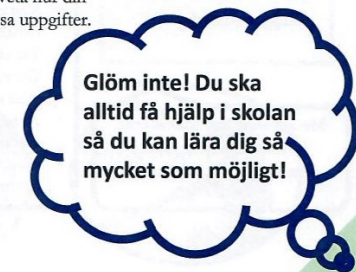 sa uppgifter.
Glöm inte! Du ska
alltid få hjälp i skolan
så du kan lära dig så
mycket som möjligt!